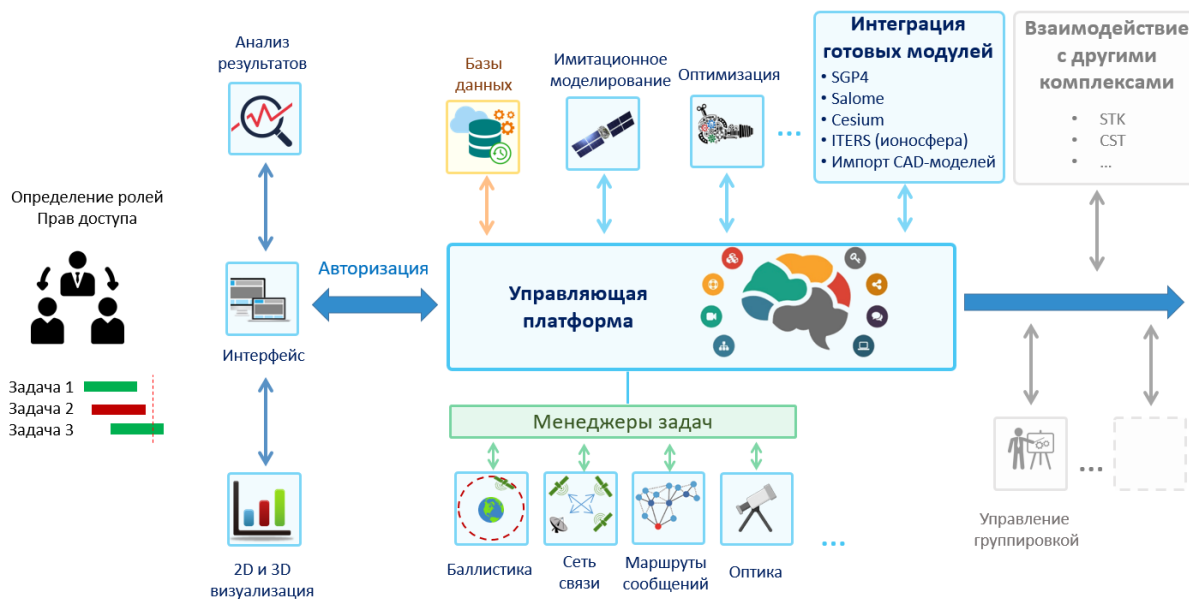 Анализ
результатов
Базы
данных
Имитационное
моделирование
Оптимизация
...
Интеграция
готовых модулей
• SGP4
• Salome
• Cesium
• ITERS (ионосфера)
• Импорт CAD-моделей
Взаимодействие
с другими
комплексами
• STK
• CST
• ...
Определение ролей
Прав доступа
Авторизация
Управляющая
платформа
Интерфейс
Задача 1
Задача 2
Задача 3
Менеджеры задач
...
Управление
группировкой
2D и 3D
визуализация
Баллистика
Сеть
связи
Маршруты
сообщений
Оптика
...